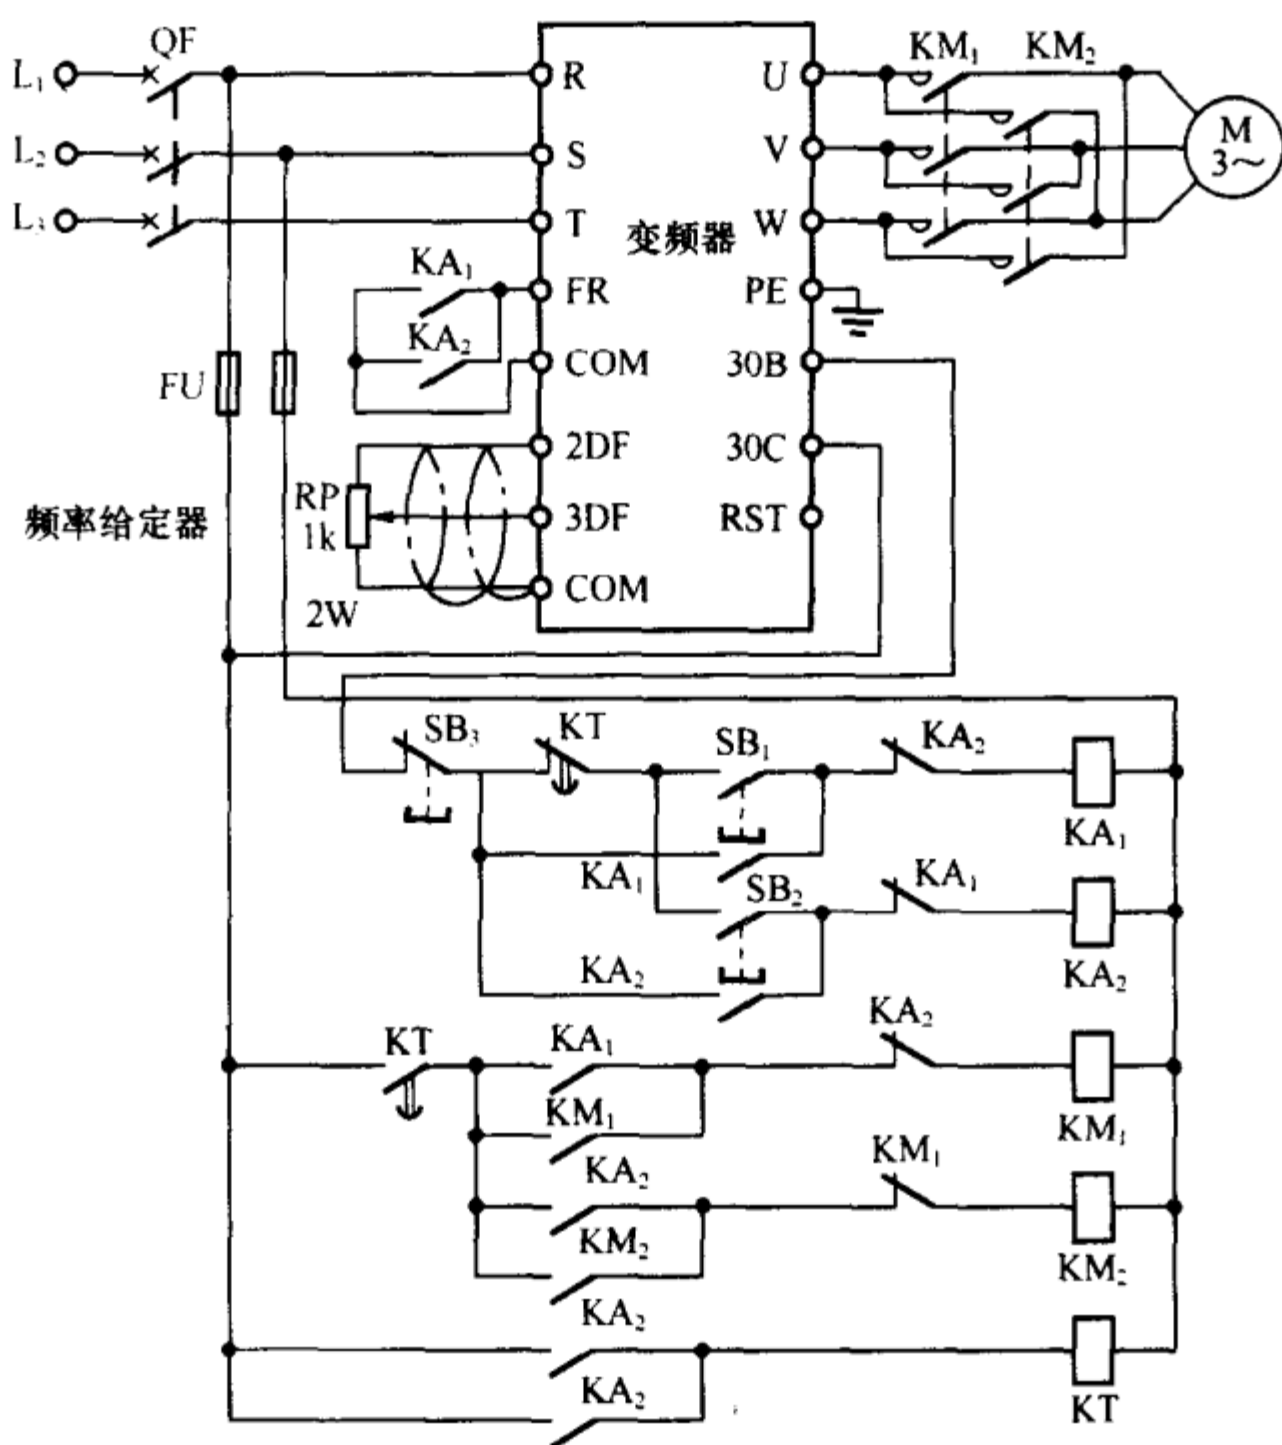 QF
KM₁ KM₂
L₁ R U
M
3~
L₂ S V
L₃ T W
变频器
KA₁
FR PE
KA₂
COM 30B
FU
2DF 30C
RP
1k
频率给定器
3DF RST
2W
COM
SB₃ KT SB₁ KA₂
KA₁
KA₁ SB₂ KA₁
KA₂ KA₂
KT KA₁ KA₂
KM₁ KM₁
KA₂ KM₁
KM₂ KM₂
KA₂
KA₂ KT